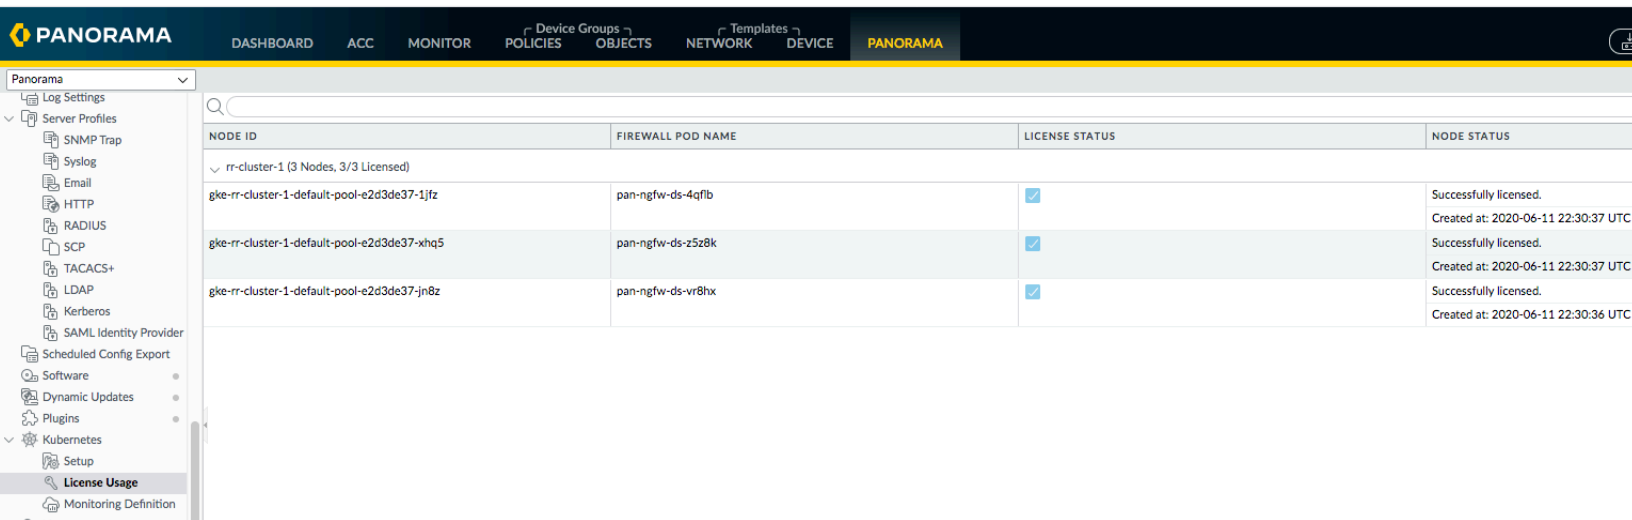 PANORAMA
Device Groups
Templates
DASHBOARD ACC MONITOR POLICIES OBJECTS NETWORK DEVICE PANORAMA
Panorama
Log Settings
Server Profiles
SNMP Trap
Syslog
Email
HTTP
RADIUS
SCP
TACACS+
LDAP
Kerberos
SAML Identity Provider
Scheduled Config Export
Software
Dynamic Updates
Plugins
Kubernetes
Setup
License Usage
Monitoring Definition
NODE ID FIREWALL POD NAME LICENSE STATUS NODE STATUS
rr-cluster-1 (3 Nodes, 3/3 Licensed)
gke-rr-cluster-1-default-pool-e2d3de37-1jfz pan-ngfw-ds-4qflb Successfully licensed.
Created at: 2020-06-11 22:30:37 UTC
gke-rr-cluster-1-default-pool-e2d3de37-xhq5 pan-ngfw-ds-z5z8k Successfully licensed.
Created at: 2020-06-11 22:30:37 UTC
gke-rr-cluster-1-default-pool-e2d3de37-jn8z pan-ngfw-ds-vr8hx Successfully licensed.
Created at: 2020-06-11 22:30:36 UTC